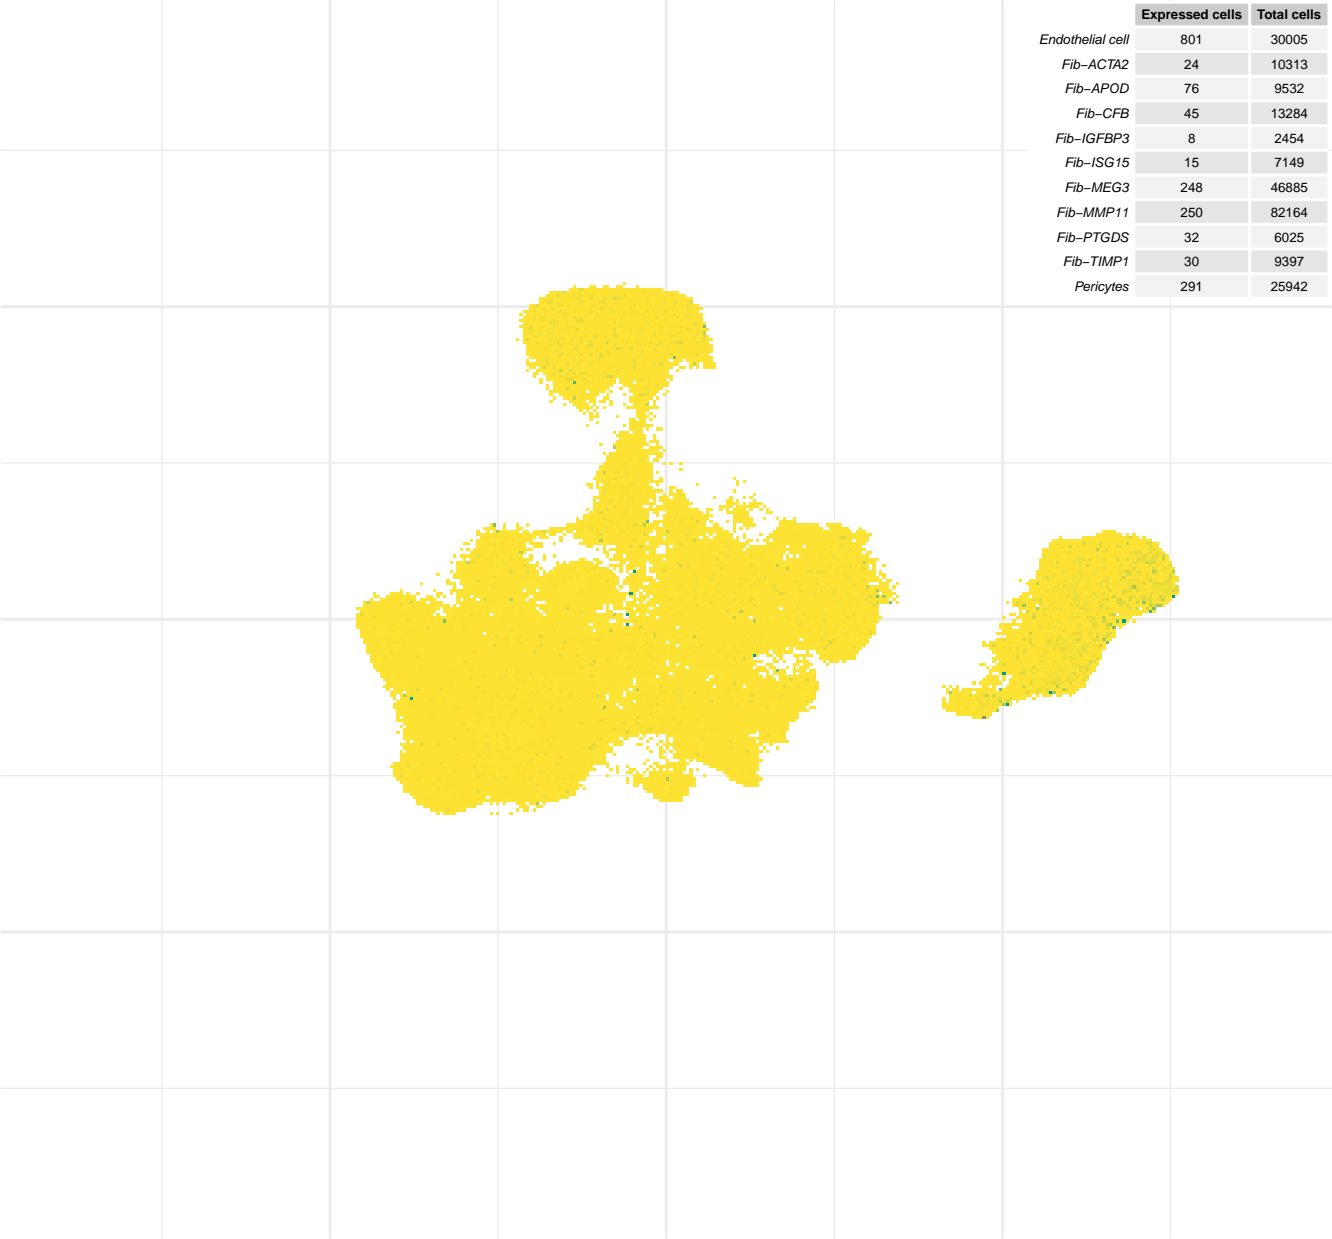 Expressed cells Total cells
Endothelial cell 801 30005
Fib−ACTA2 24 10313
Fib−APOD 76 9532
Fib−CFB 45 13284
Fib−IGFBP3 8 2454
Fib−ISG15 15 7149
Fib−MEG3 248 46885
Fib−MMP11 250 82164
Fib−PTGDS 32 6025
Fib−TIMP1 30 9397
Pericytes 291 25942